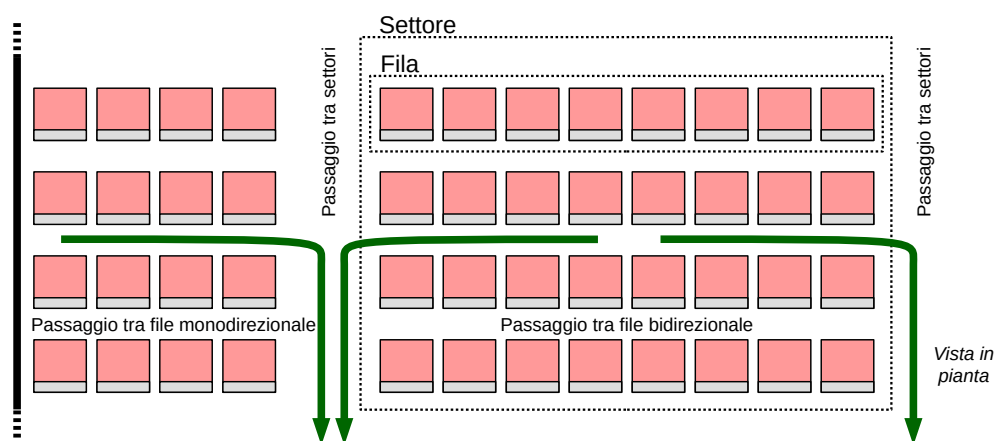 Settore
Fila
Passaggio tra settori
Passaggio tra settori
Passaggio tra file monodirezionale
Passaggio tra file bidirezionale
Vista in
pianta